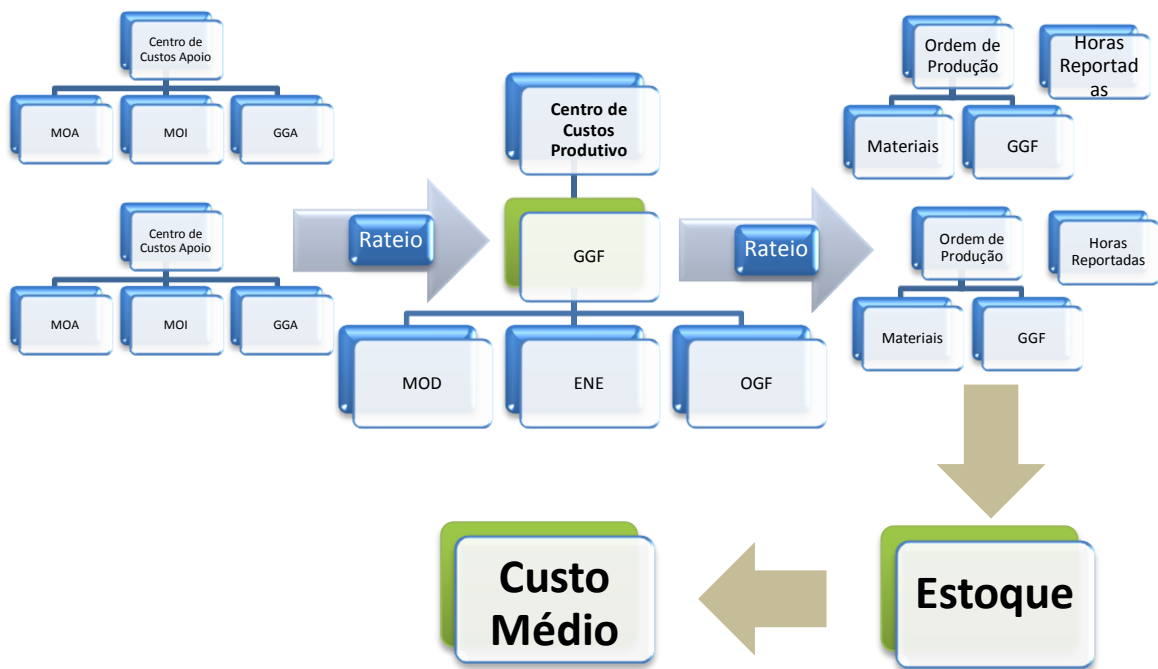 Centro de
Custos Apoio
MOA
MOI
GGA
Centro de
Custos Apoio
MOA
MOI
GGA
Rateio
Centro de
Custos
Produtivo
GGF
MOD
ENE
OGF
Rateio
Ordem de
Produção
Horas
Reportad
as
Materiais
GGF
Ordem de
Produção
Horas
Reportadas
Materiais
GGF
Estoque
Custo
Médio